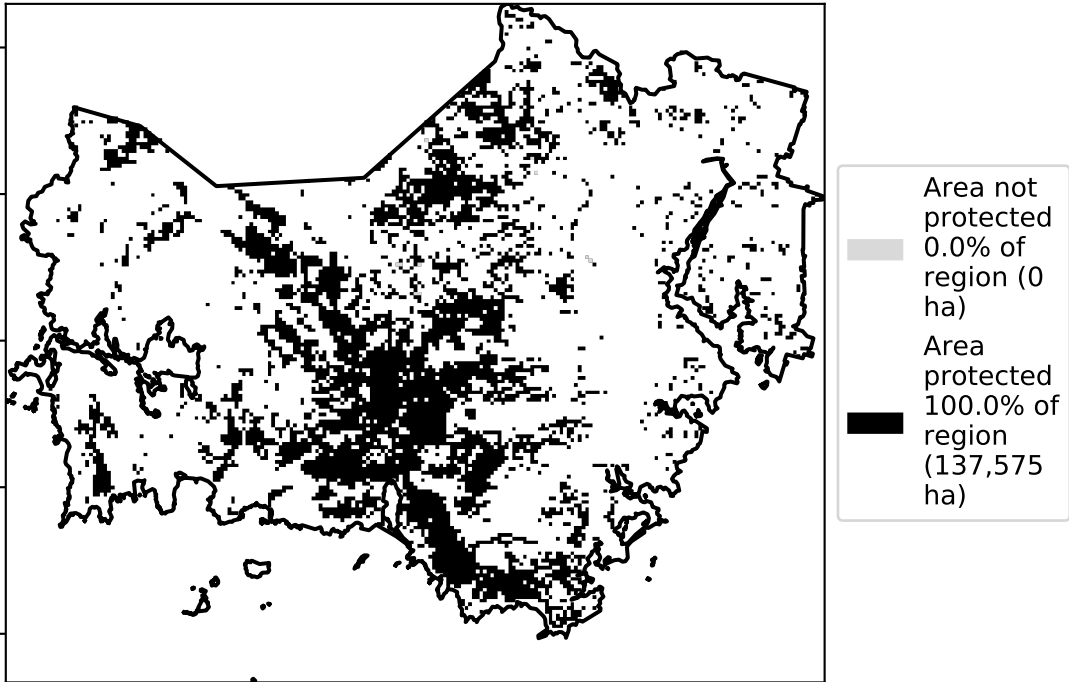 Area not
protected
0.0% of
region (0
ha)
Area
protected
100.0% of
region
(137,575
ha)